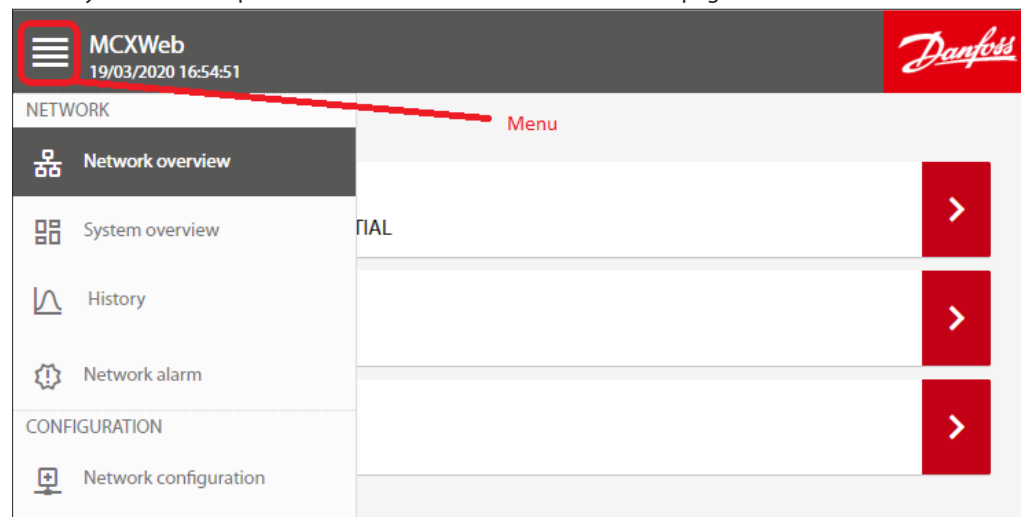 MCXWeb
19/03/2020 16:54:51
Danfoss
NETWORK
Menu
Network overview
System overview
TIAL
History
Network alarm
CONFIGURATION
Network configuration